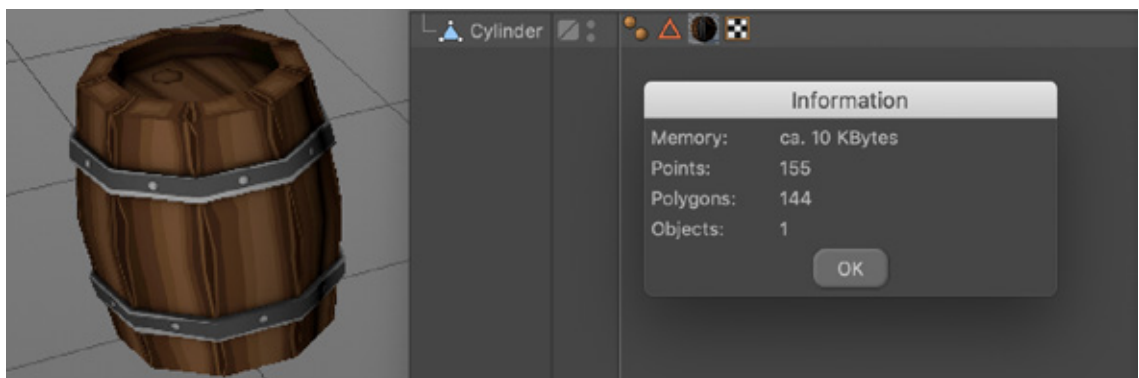 Cylinder
Information
Memory: ca. 10 KBytes
Points: 155
Polygons: 144
Objects: 1
OK